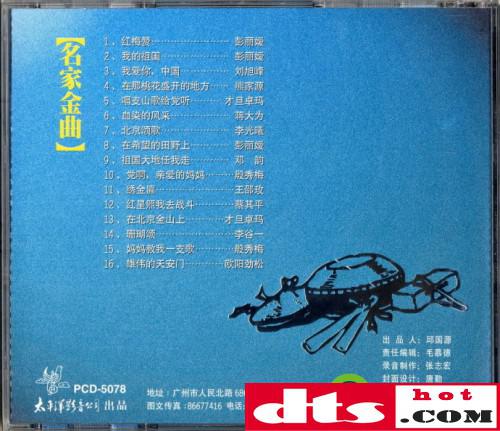 【名家金曲】
1、红梅赞………………彭丽媛
2、我的祖国……………彭丽媛
3、我爱你,中国………刘旭峰
4、在那桃花盛开的地方……熊家源
5、唱支山歌给党听……才旦卓玛
6、血染的风采…………蒋大为
7、北京颂歌……………李光曦
8、在希望的田野上……彭丽媛
9、祖国大地任我走……邓 韵
10、党啊,亲爱的妈妈……殷秀梅
11、绣金匾……………王邵玫
12、红星照我去战斗……蔡其平
13、在北京金山上……才旦卓玛
14、珊瑚颂……………李谷一
15、妈妈教我一支歌……殷秀梅
16、雄伟的天安门………欧阳劲松
出 品 人:邱国源
责任编辑:毛慕德
录音制作:张志宏
封面设计:唐勤
PCD-5078
太平洋影音公司 出品
地址:广州市人民北路68
图文传真:86677416 电话:
dts hot .com